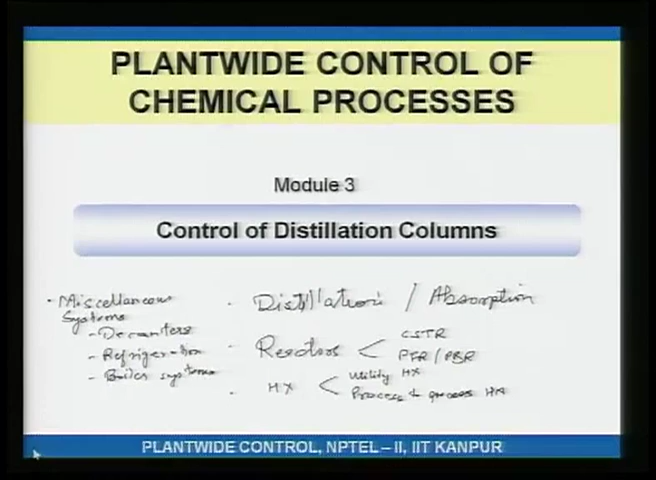 PLANTWIDE CONTROL OF
CHEMICAL PROCESSES
Module 3
Control of Distillation Columns
· Miscellaneous
Systems
- Decanters
- Refrigeration
- Boiler systems
· Distillation / Absorption
· Reactors < CSTR
PFR/PBR
· HX < Utility HX
Process to process HX
PLANTWIDE CONTROL, NPTEL – II, IIT KANPUR